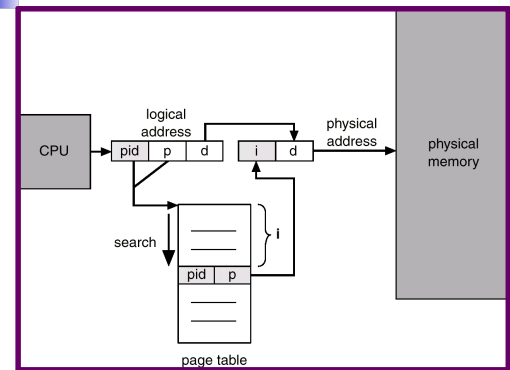 logical
address
physical
address
CPU
pid p d
i d
physical
memory
search
i
pid p
page table